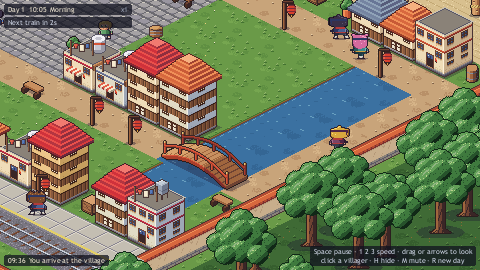 Day 1 10:05 Morning x1
Next train in 2s
09:36 You arrive at the village
Space pause · 1 2 3 speed · drag or arrows to look
click a villager · H hide · M mute · R new day